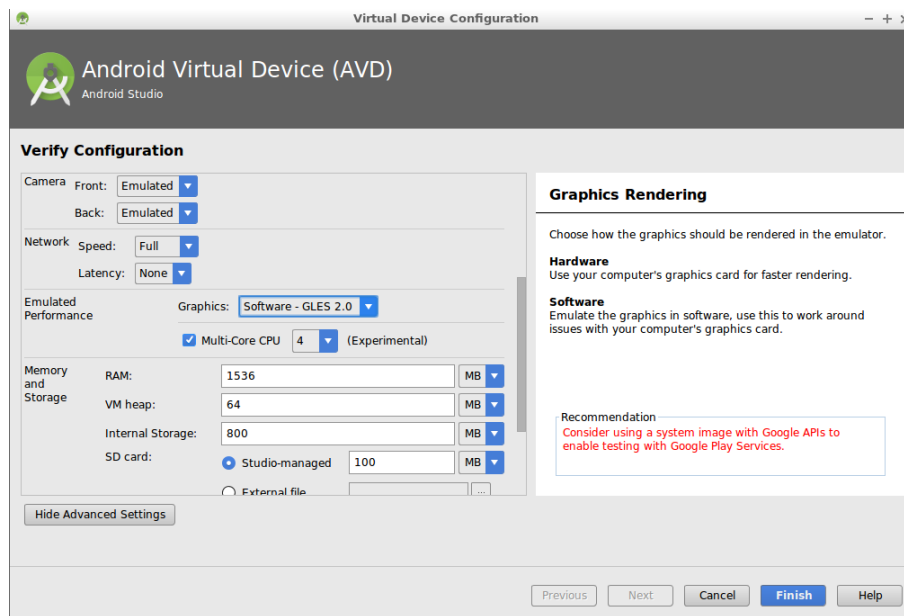 Virtual Device Configuration
Android Virtual Device (AVD)
Android Studio
Verify Configuration
Camera Front: Emulated
Back: Emulated
Network Speed: Full
Latency: None
Emulated Performance
Graphics: Software - GLES 2.0
Multi-Core CPU 4 (Experimental)
Memory and Storage
RAM: 1536 MB
VM heap: 64 MB
Internal Storage: 800 MB
SD card:
Studio-managed 100 MB
External file ...
Hide Advanced Settings
Graphics Rendering
Choose how the graphics should be rendered in the emulator.
Hardware
Use your computer's graphics card for faster rendering.
Software
Emulate the graphics in software, use this to work around
issues with your computer's graphics card.
Recommendation
Consider using a system image with Google APIs to
enable testing with Google Play Services.
Previous Next Cancel Finish Help